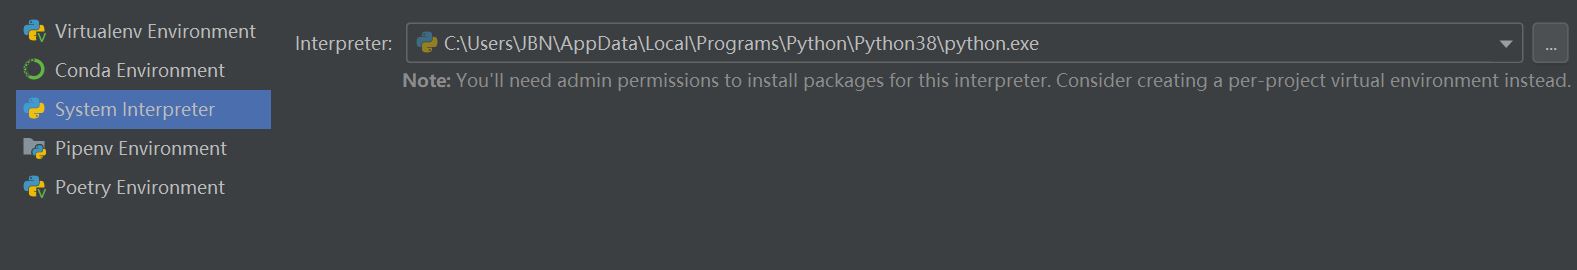 Virtualenv Environment
Conda Environment
System Interpreter
Pipenv Environment
Poetry Environment
Interpreter: C:\Users\JBN\AppData\Local\Programs\Python\Python38\python.exe ...
Note: You'll need admin permissions to install packages for this interpreter. Consider creating a per-project virtual environment instead.